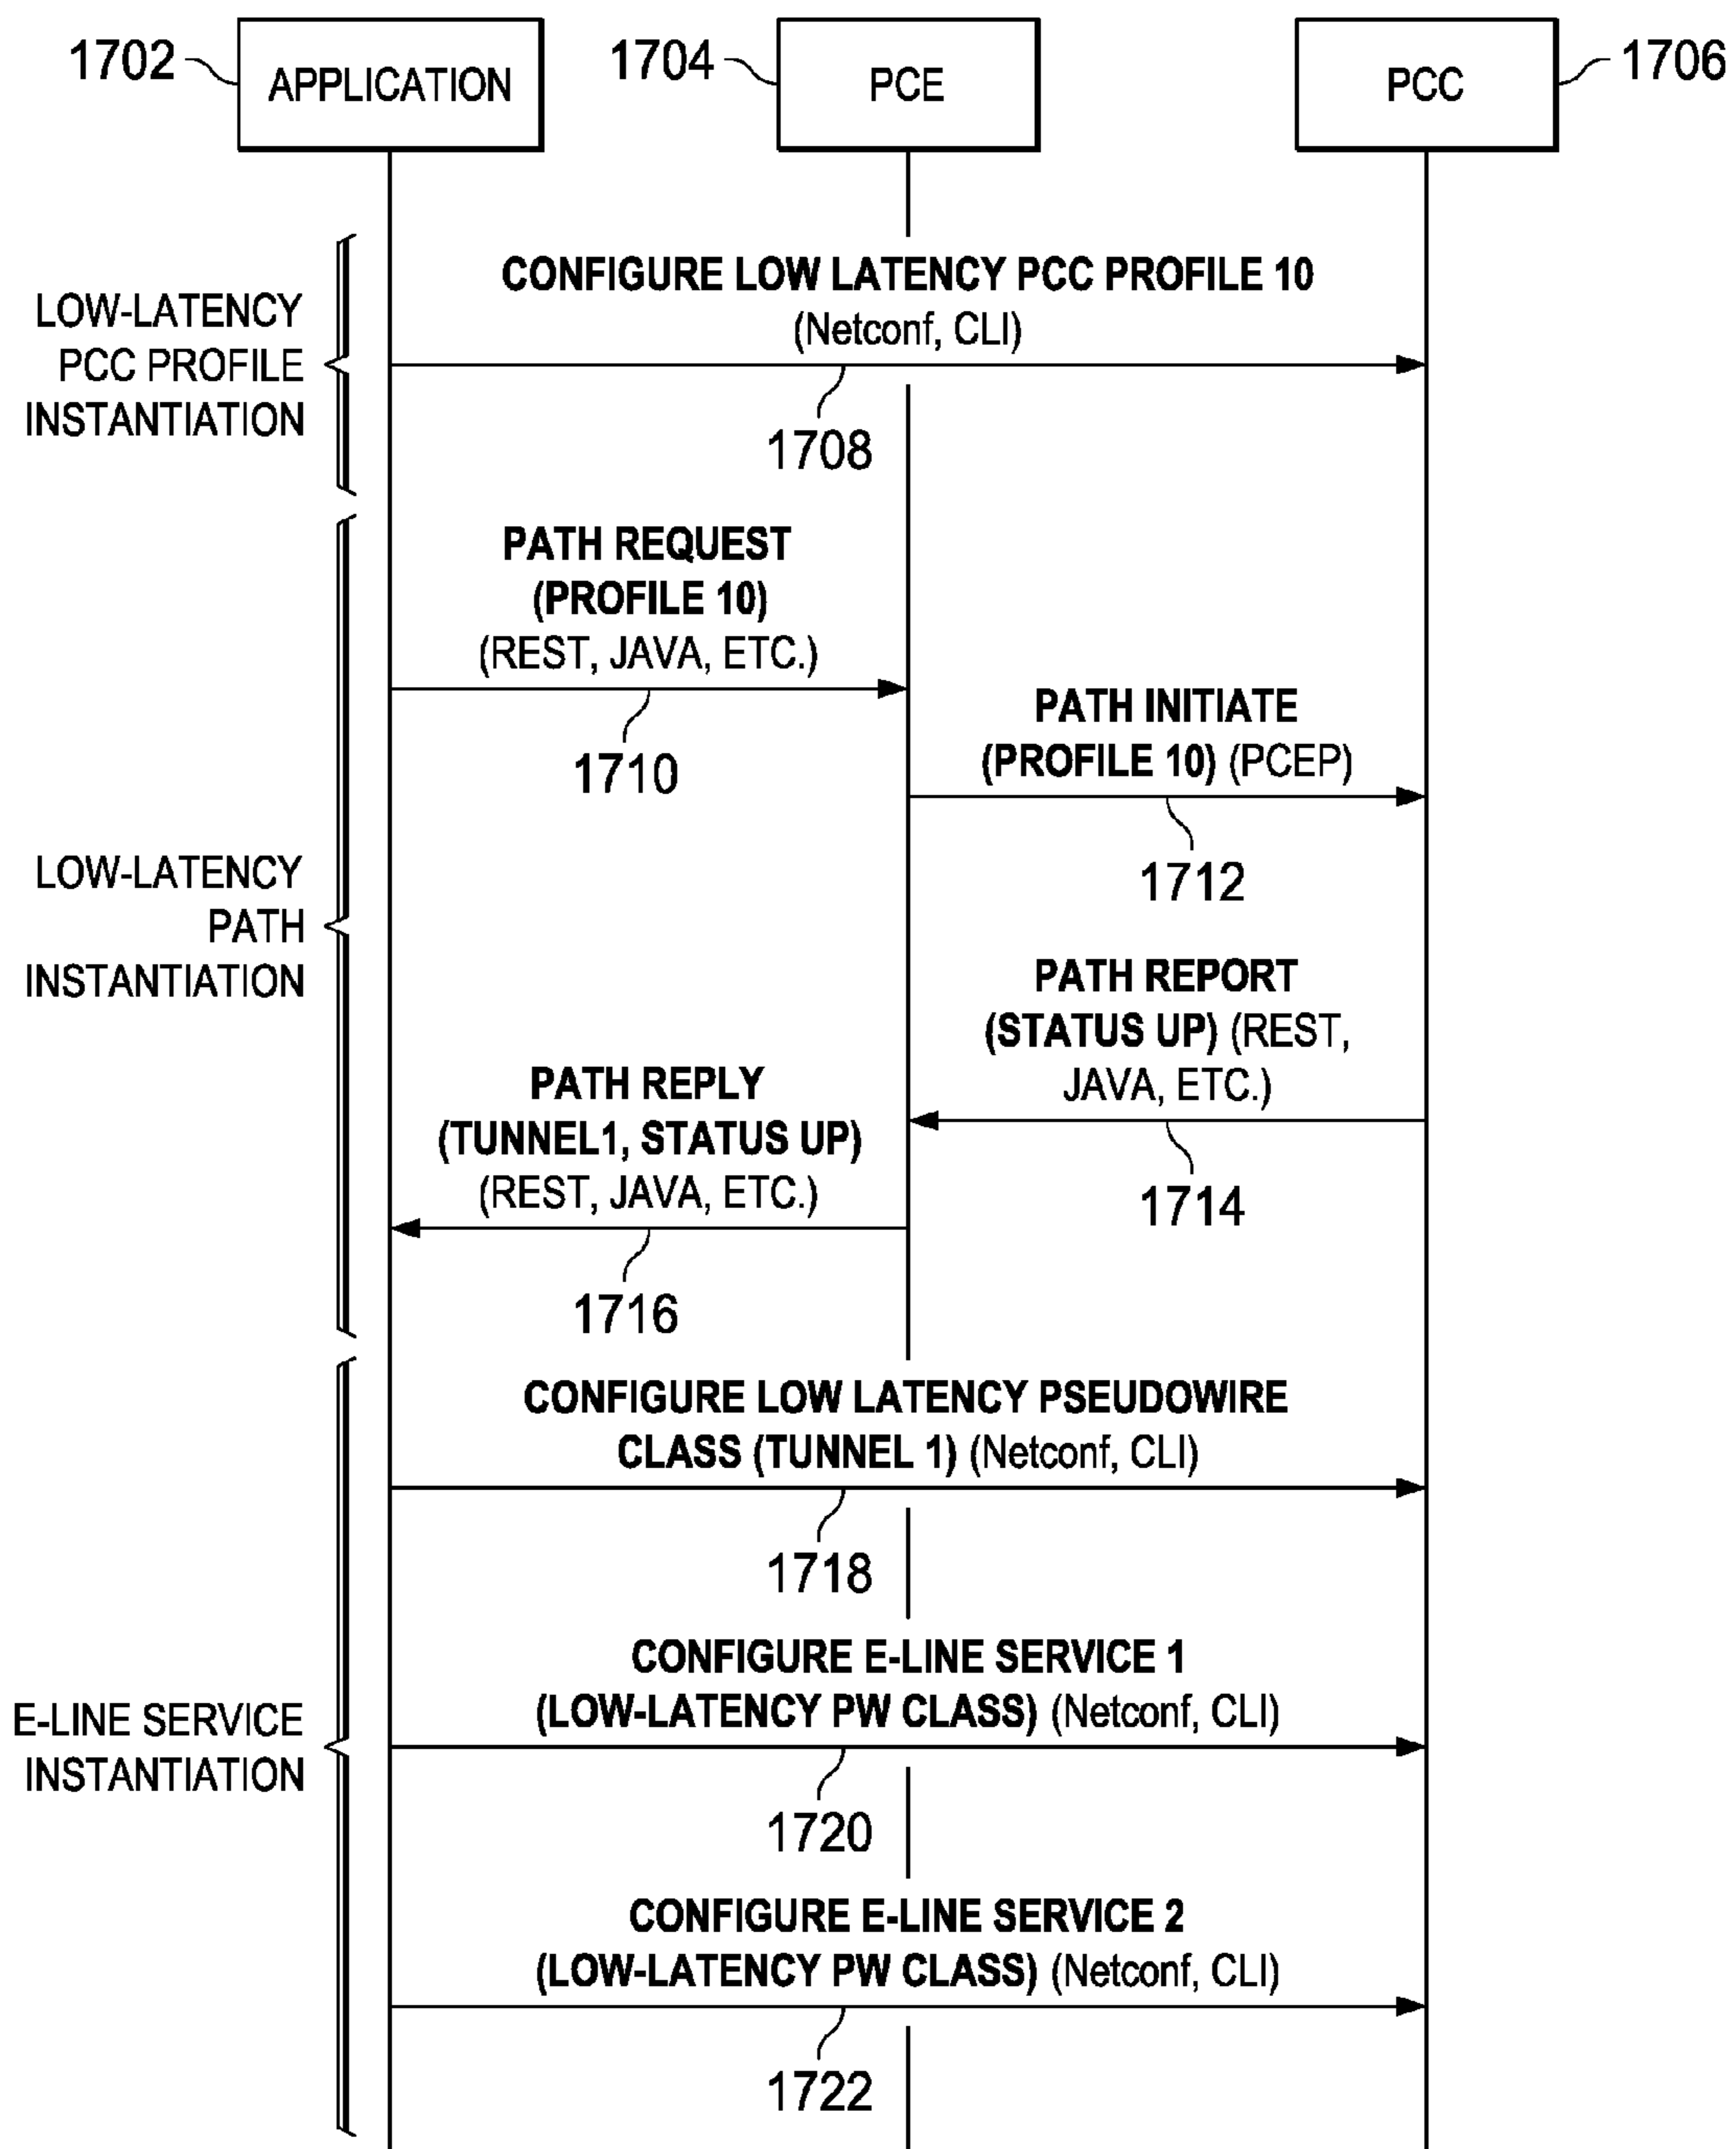 1702
APPLICATION
1704
PCE
PCC
1706
LOW-LATENCY
PCC PROFILE
INSTANTIATION
CONFIGURE LOW LATENCY PCC PROFILE 10
(Netconf, CLI)
1708
LOW-LATENCY
PATH
INSTANTIATION
PATH REQUEST
(PROFILE 10)
(REST, JAVA, ETC.)
1710
PATH INITIATE
(PROFILE 10) (PCEP)
1712
PATH REPORT
(STATUS UP) (REST,
JAVA, ETC.)
1714
PATH REPLY
(TUNNEL1, STATUS UP)
(REST, JAVA, ETC.)
1716
E-LINE SERVICE
INSTANTIATION
CONFIGURE LOW LATENCY PSEUDOWIRE
CLASS (TUNNEL 1) (Netconf, CLI)
1718
CONFIGURE E-LINE SERVICE 1
(LOW-LATENCY PW CLASS) (Netconf, CLI)
1720
CONFIGURE E-LINE SERVICE 2
(LOW-LATENCY PW CLASS) (Netconf, CLI)
1722